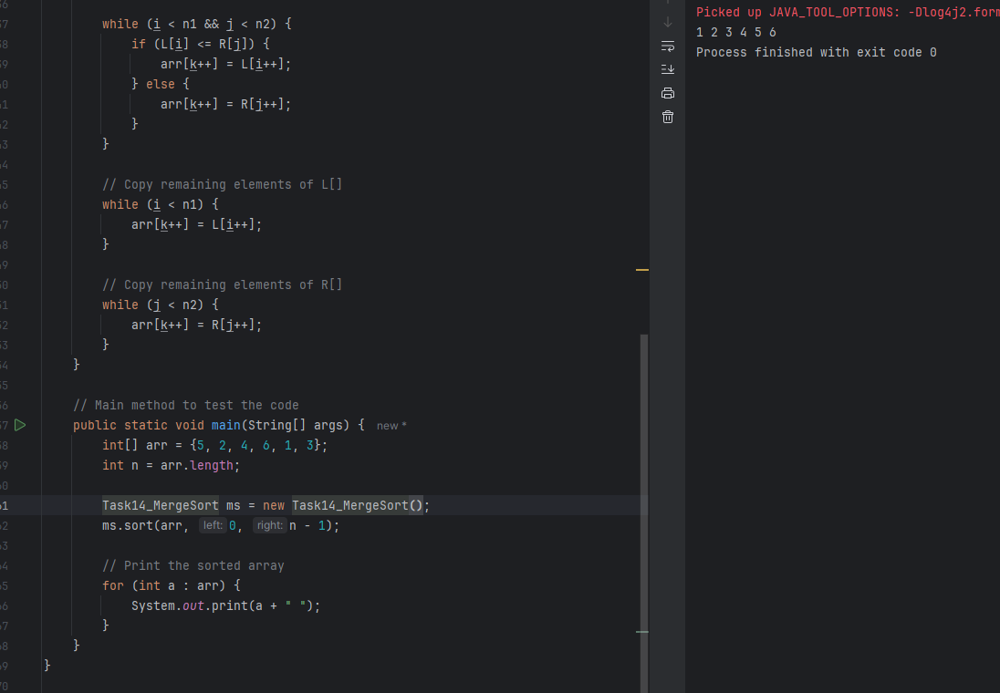 while (i < n1 && j < n2) {
if (L[i] <= R[j]) {
arr[k++] = L[i++];
} else {
arr[k++] = R[j++];
}
}
// Copy remaining elements of L[]
while (i < n1) {
arr[k++] = L[i++];
}
// Copy remaining elements of R[]
while (j < n2) {
arr[k++] = R[j++];
}
}
// Main method to test the code
public static void main(String[] args) { new *
int[] arr = {5, 2, 4, 6, 1, 3};
int n = arr.length;
Task14_MergeSort ms = new Task14_MergeSort();
ms.sort(arr, left: 0, right: n - 1);
// Print the sorted array
for (int a : arr) {
System.out.print(a + " ");
}
}
}
Picked up JAVA_TOOL_OPTIONS: -Dlog4j2.form
1 2 3 4 5 6
Process finished with exit code 0